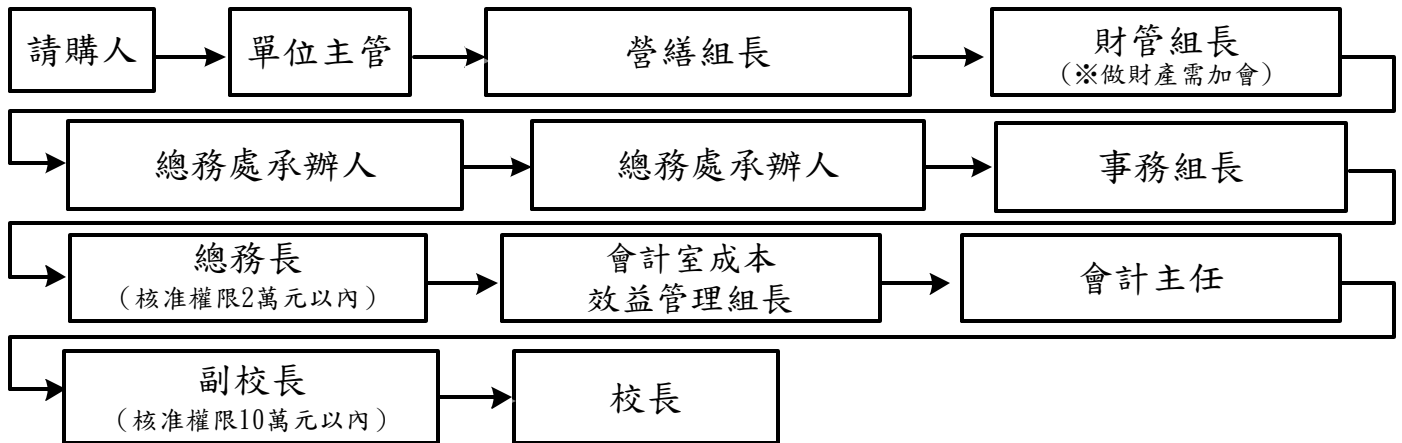 請購人
單位主管
營繕組長
財管組長
（※做財產需加會）
總務處承辦人
總務處承辦人
事務組長
總務長
（核准權限2萬元以內）
會計室成本
效益管理組長
會計主任
副校長
（核准權限10萬元以內）
校長